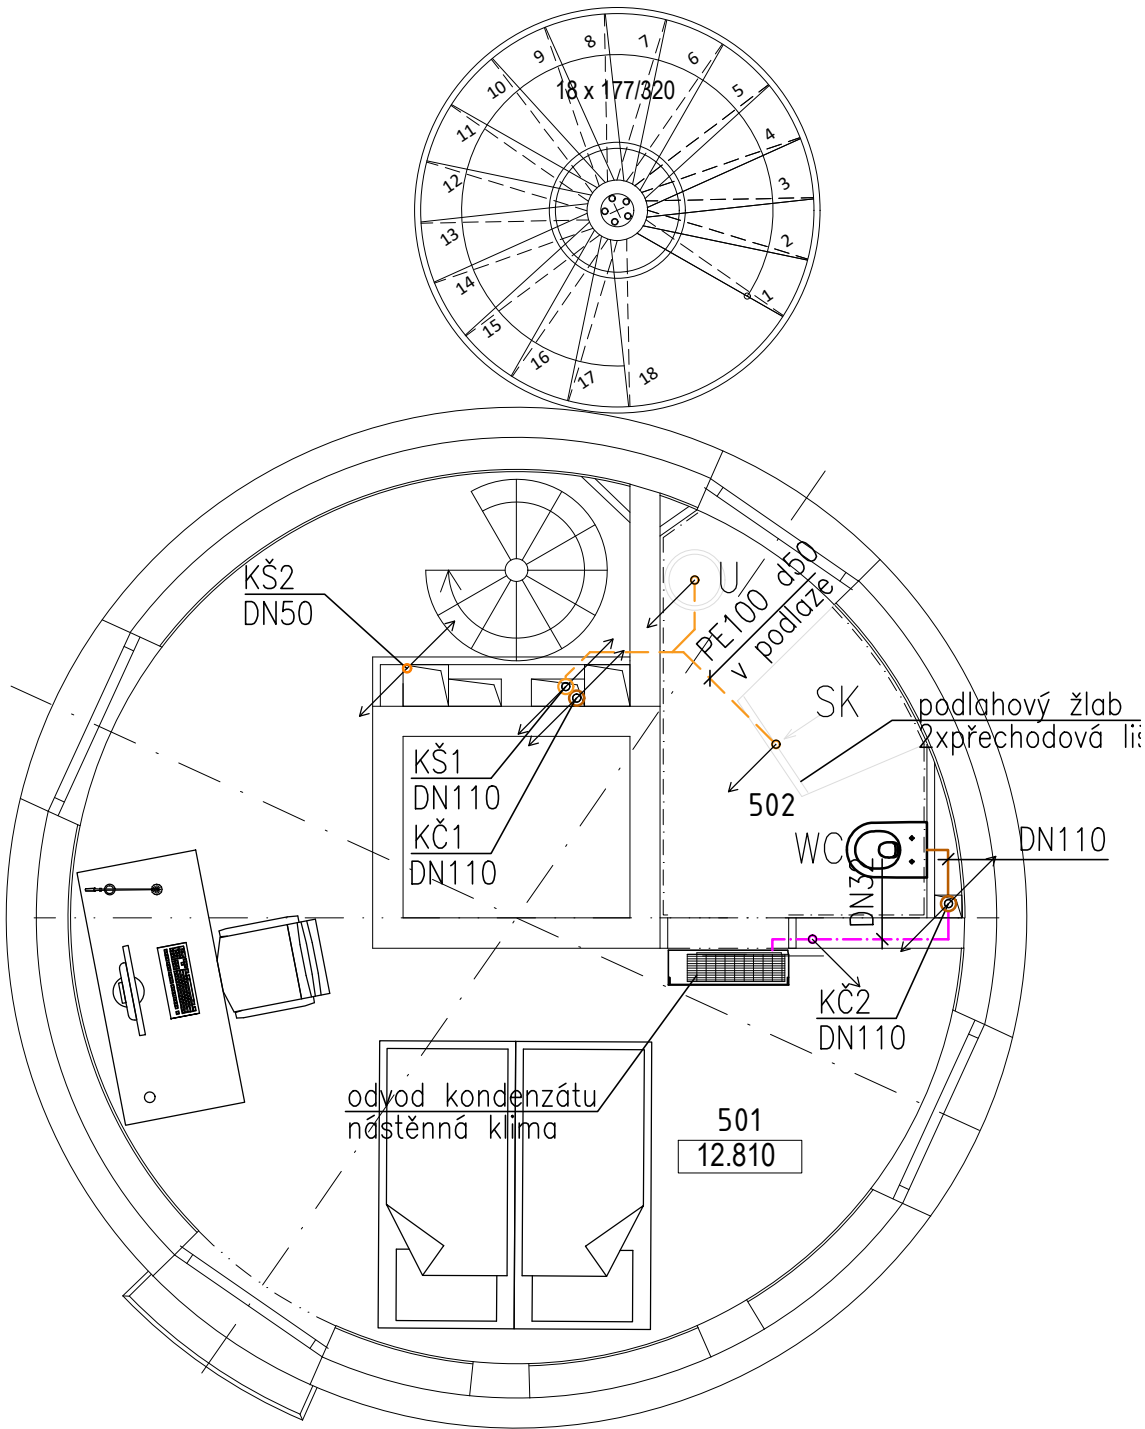 9
8
7
6
10
18 x 177/320
5
11
4
12
3
13
2
14
1
15
16
17
18
KŠ2
DN50
U
PE100 d50
v podlaze
SK
podlahový žlab
2xpřechodová
KŠ1
DN110
502
KČ1
DN110
WC
DN110
KČ2
DN110
odvod kondenzátu
nástěnná klima
501
12.810